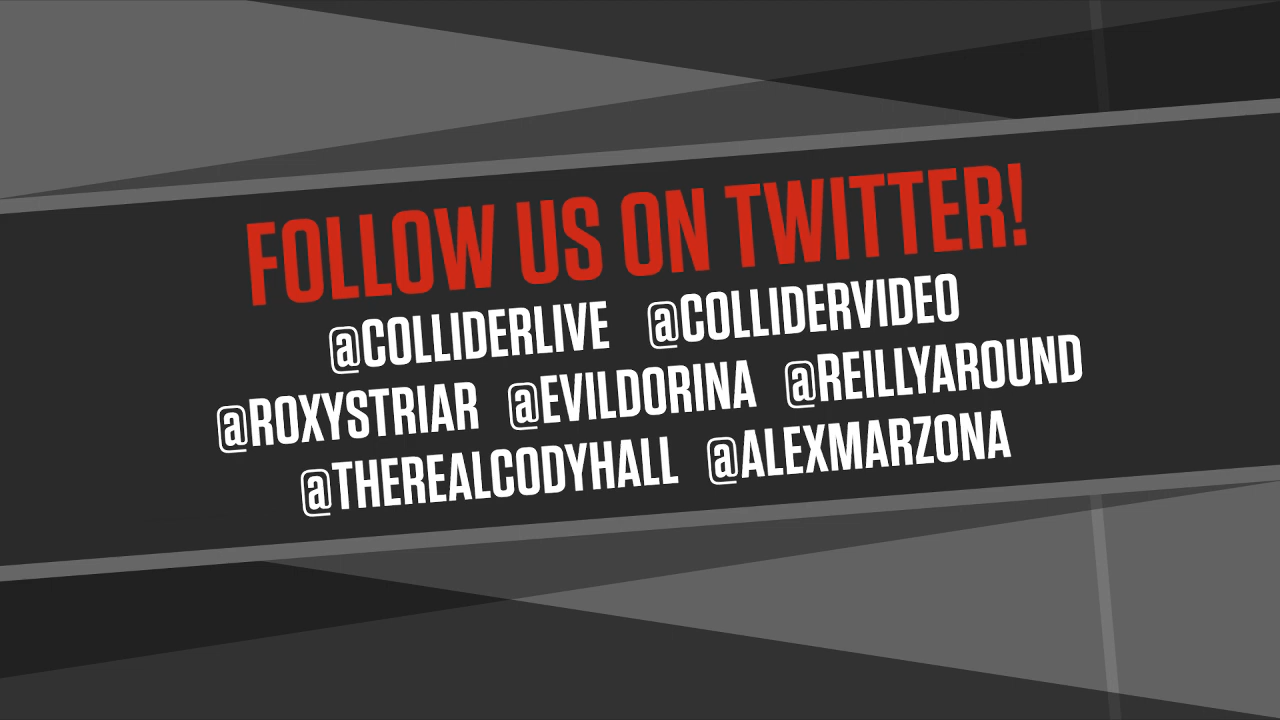 FOLLOW US ON TWITTER!
@COLLIDERLIVE @COLLIDERVIDEO
@ROXYSTRIAR @EVILDORINA @REILLYAROUND
@THEREALCODYHALL @ALEXMARZONA